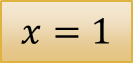 x = 1